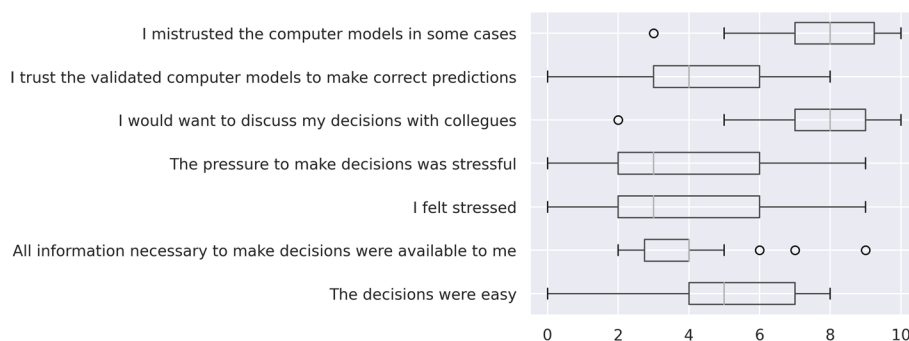 I mistrusted the computer models in some cases
I trust the validated computer models to make correct predictions
I would want to discuss my decisions with collegues
The pressure to make decisions was stressful
I felt stressed
All information necessary to make decisions were available to me
The decisions were easy
0 2 4 6 8 10